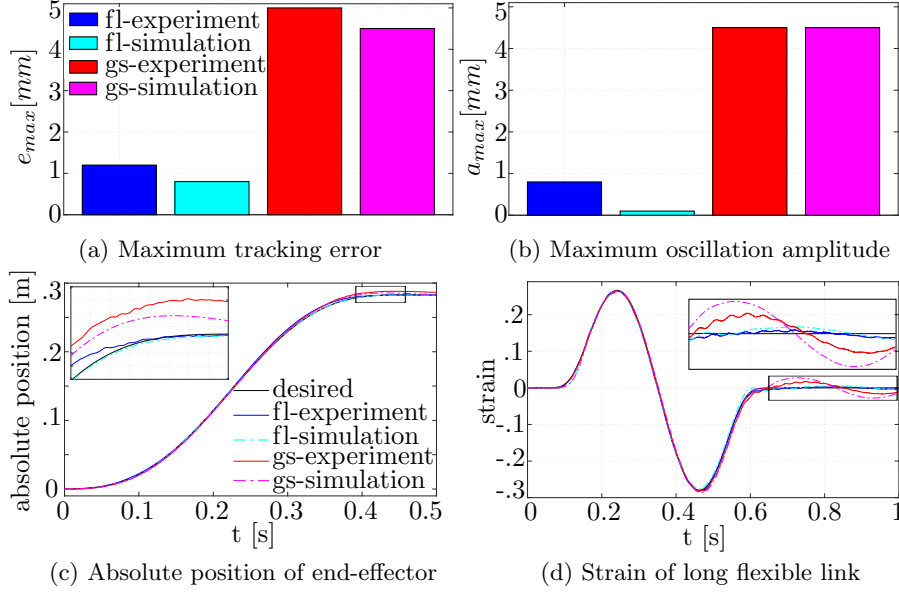 5
4
3
2
1
0
e_max[mm]
fl-experiment
fl-simulation
gs-experiment
gs-simulation
(a) Maximum tracking error
5
4
3
2
1
0
a_max[mm]
(b) Maximum oscillation amplitude
.3
.2
.1
0
absolute position [m]
desired
fl-experiment
fl-simulation
gs-experiment
gs-simulation
0 0.1 0.2 0.3 0.4 0.5
t [s]
(c) Absolute position of end-effector
.2
.1
0
-.1
-.2
-.3
strain
0 0.2 0.4 0.6 0.8 1
t [s]
(d) Strain of long flexible link